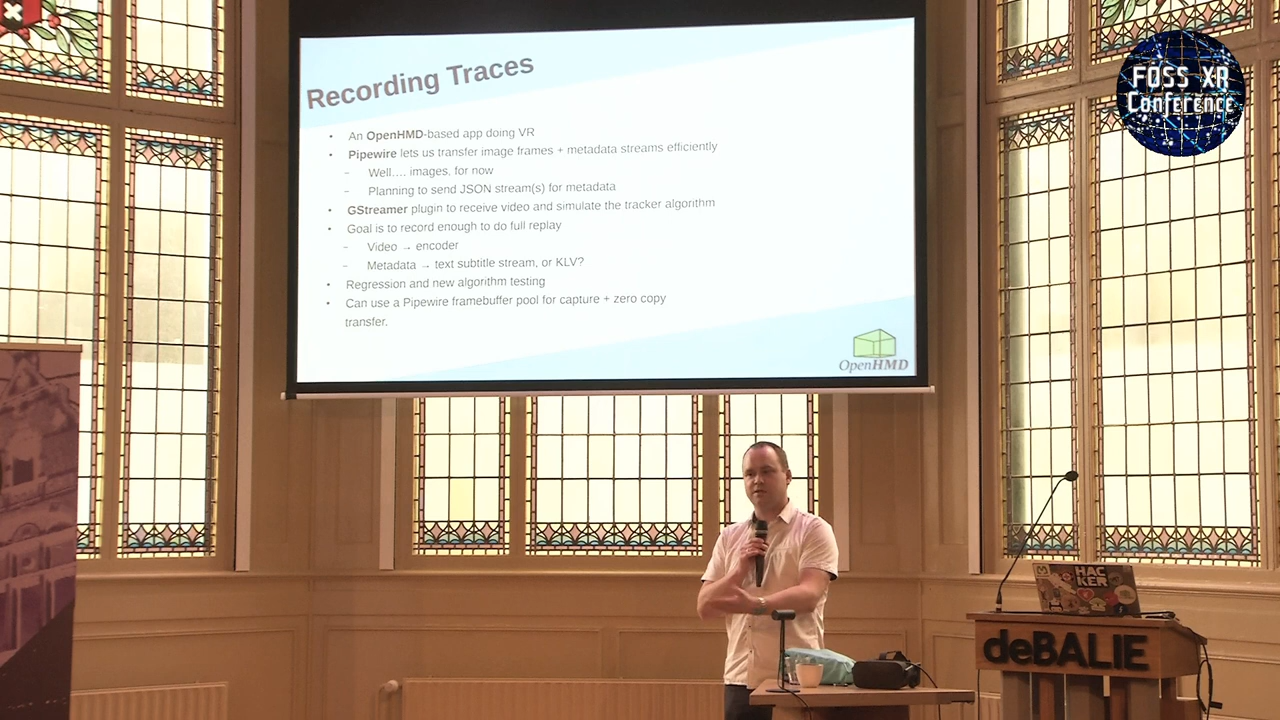 Recording Traces
FOSS XR
Conference
• An OpenHMD-based app doing VR
• Pipewire lets us transfer image frames + metadata streams efficiently
– Well.... images, for now
– Planning to send JSON stream(s) for metadata
• GStreamer plugin to receive video and simulate the tracker algorithm
• Goal is to record enough to do full replay
– Video → encoder
– Metadata → text subtitle stream, or KLV?
• Regression and new algorithm testing
• Can use a Pipewire framebuffer pool for capture + zero copy
transfer.
OpenHMD
HAC
KER
deBALIE